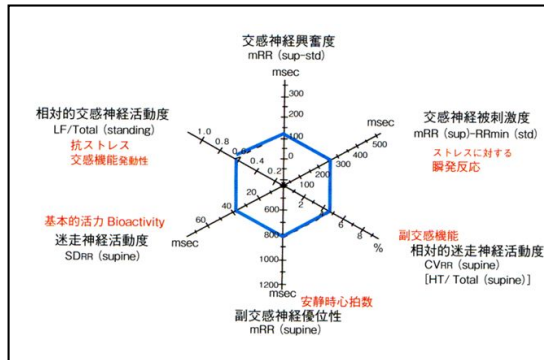 交感神経興奮度
mRR (sup-std)
msec
300
200
100
0
相対的交感神経活動度
LF/Total (standing)
抗ストレス
交感機能発動性
1.0
0.8
0.6
0.4
0.2
msec
500
400
300
200
100
交感神経被刺激度
mRR (sup)-RRmin (std)
ストレスに対する
瞬発反応
基本的活力 Bioactivity
迷走神経活動度
SDRR (supine)
msec
60
40
20
2
4
6
8
%
副交感機能
相対的迷走神経活動度
CVRR (supine)
[HT/ Total (supine)]
600
800
1000
1200
msec
安静時心拍数
副交感神経優位性
mRR (supine)